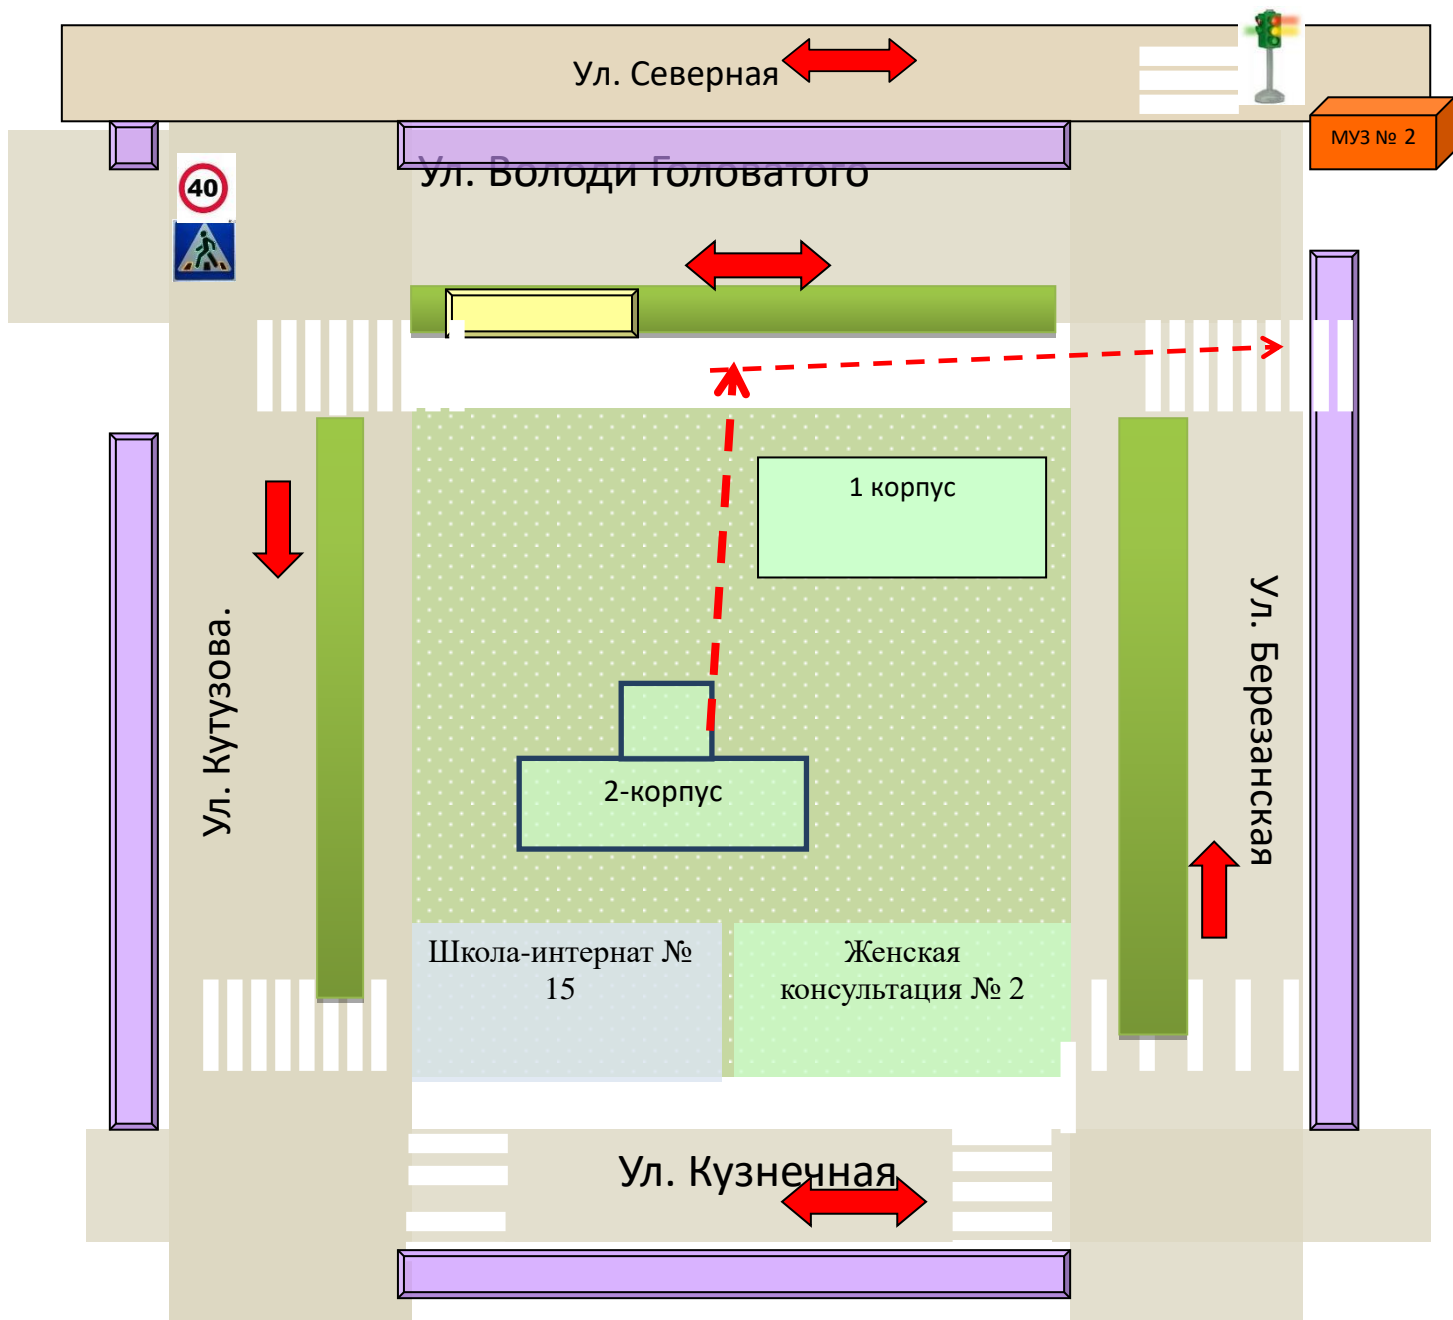 Ул. Северная
МУЗ № 2
Ул. Володи Головатого
40
1 корпус
Ул. Кутузова.
Ул. Березанская
2-корпус
Школа-интернат №
15
Женская
консультация № 2
Ул. Кузнечная